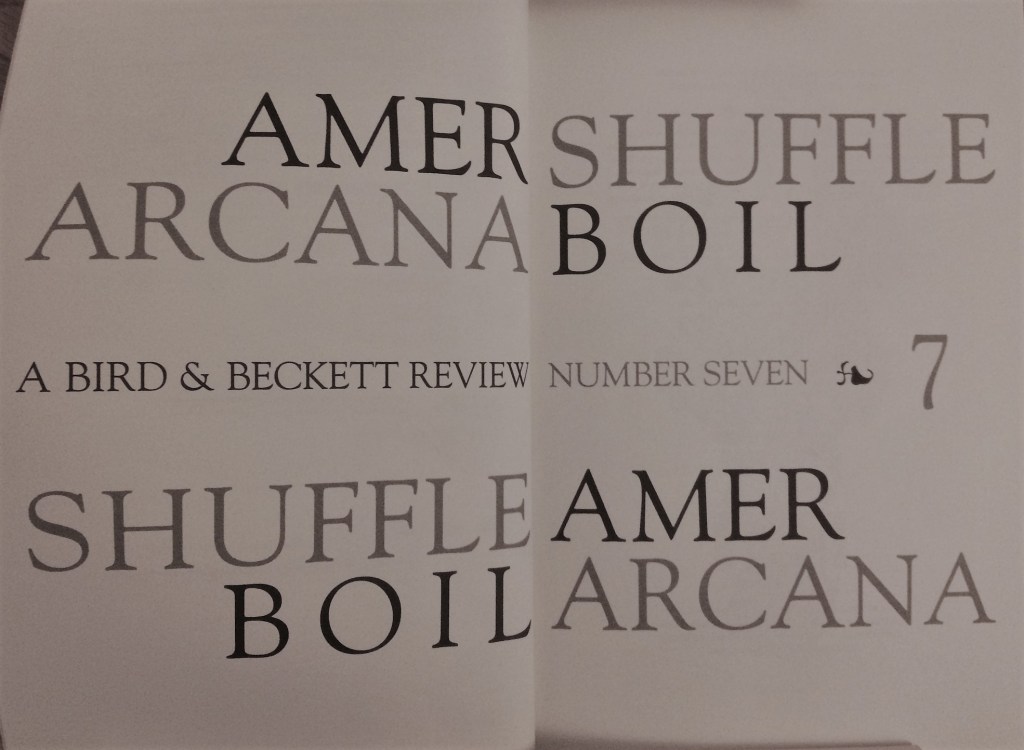 AMER
ARCANA
A BIRD & BECKETT REVIEW
SHUFFLE
BOIL
SHUFFLE
BOIL
NUMBER SEVEN 7
AMER
ARCANA